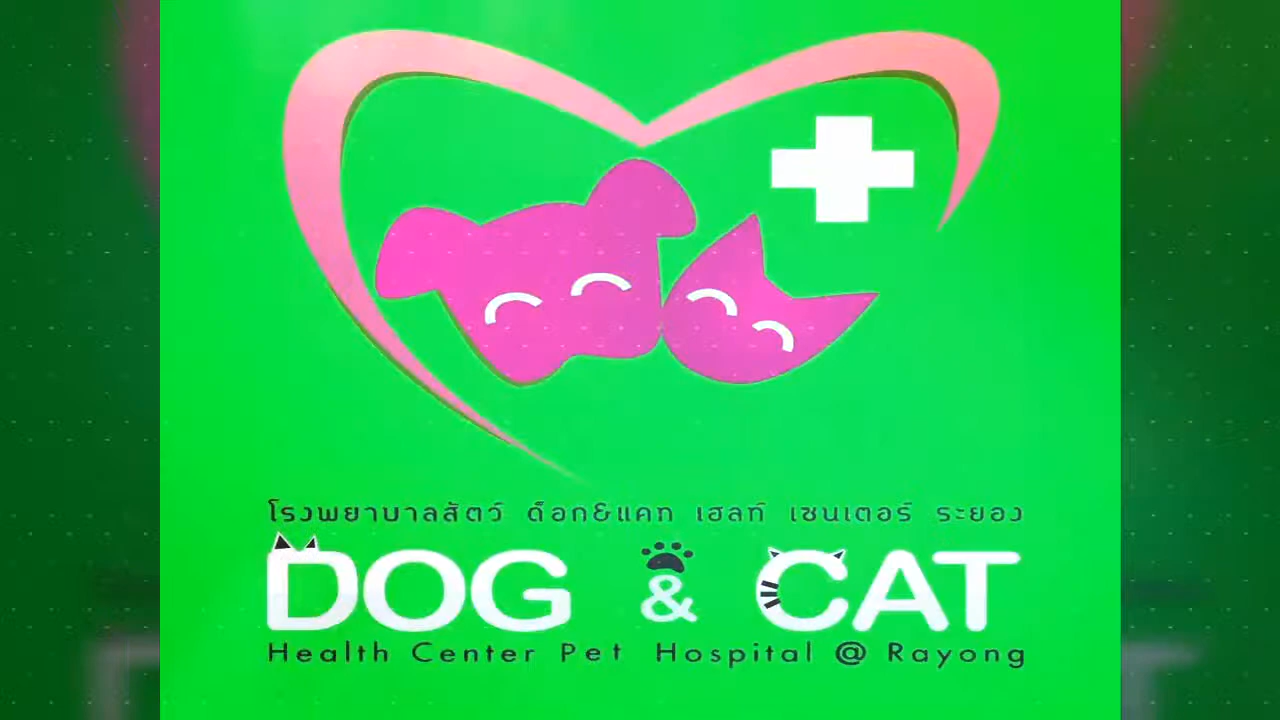 โรงพยาบาลสัตว์ ด็อก&แคท เฮลท์ เซนเตอร์ ระยอง
DOG & CAT
Health Center Pet Hospital @ Rayong